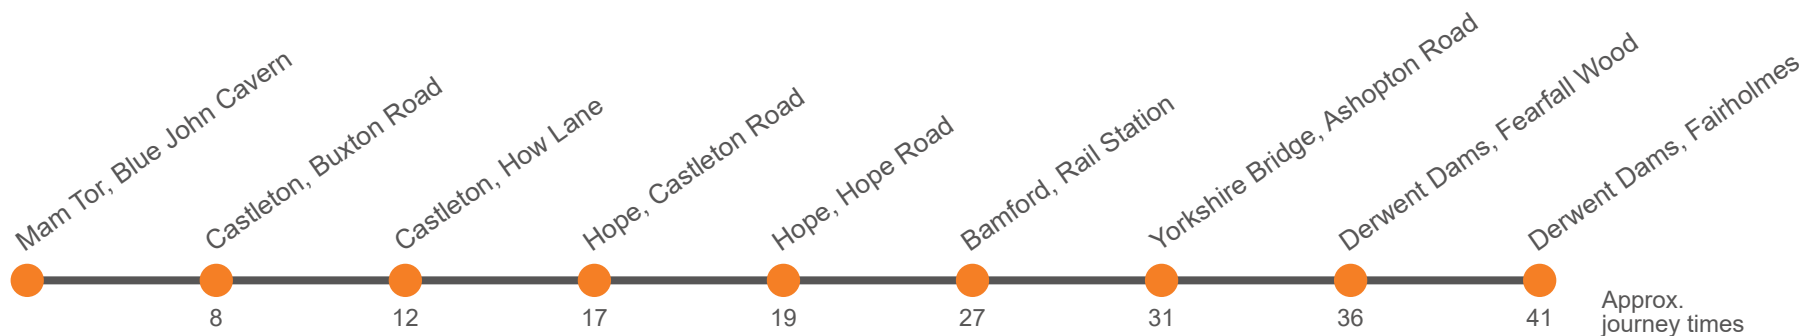 Mam Tor, Blue John Cavern
Castleton, Buxton Road
Castleton, How Lane
Hope, Castleton Road
Hope, Hope Road
Bamford, Rail Station
Yorkshire Bridge, Ashopton Road
Derwent Dams, Fearfall Wood
Derwent Dams, Fairholmes
8
12
17
19
27
31
36
41
Approx.
journey times